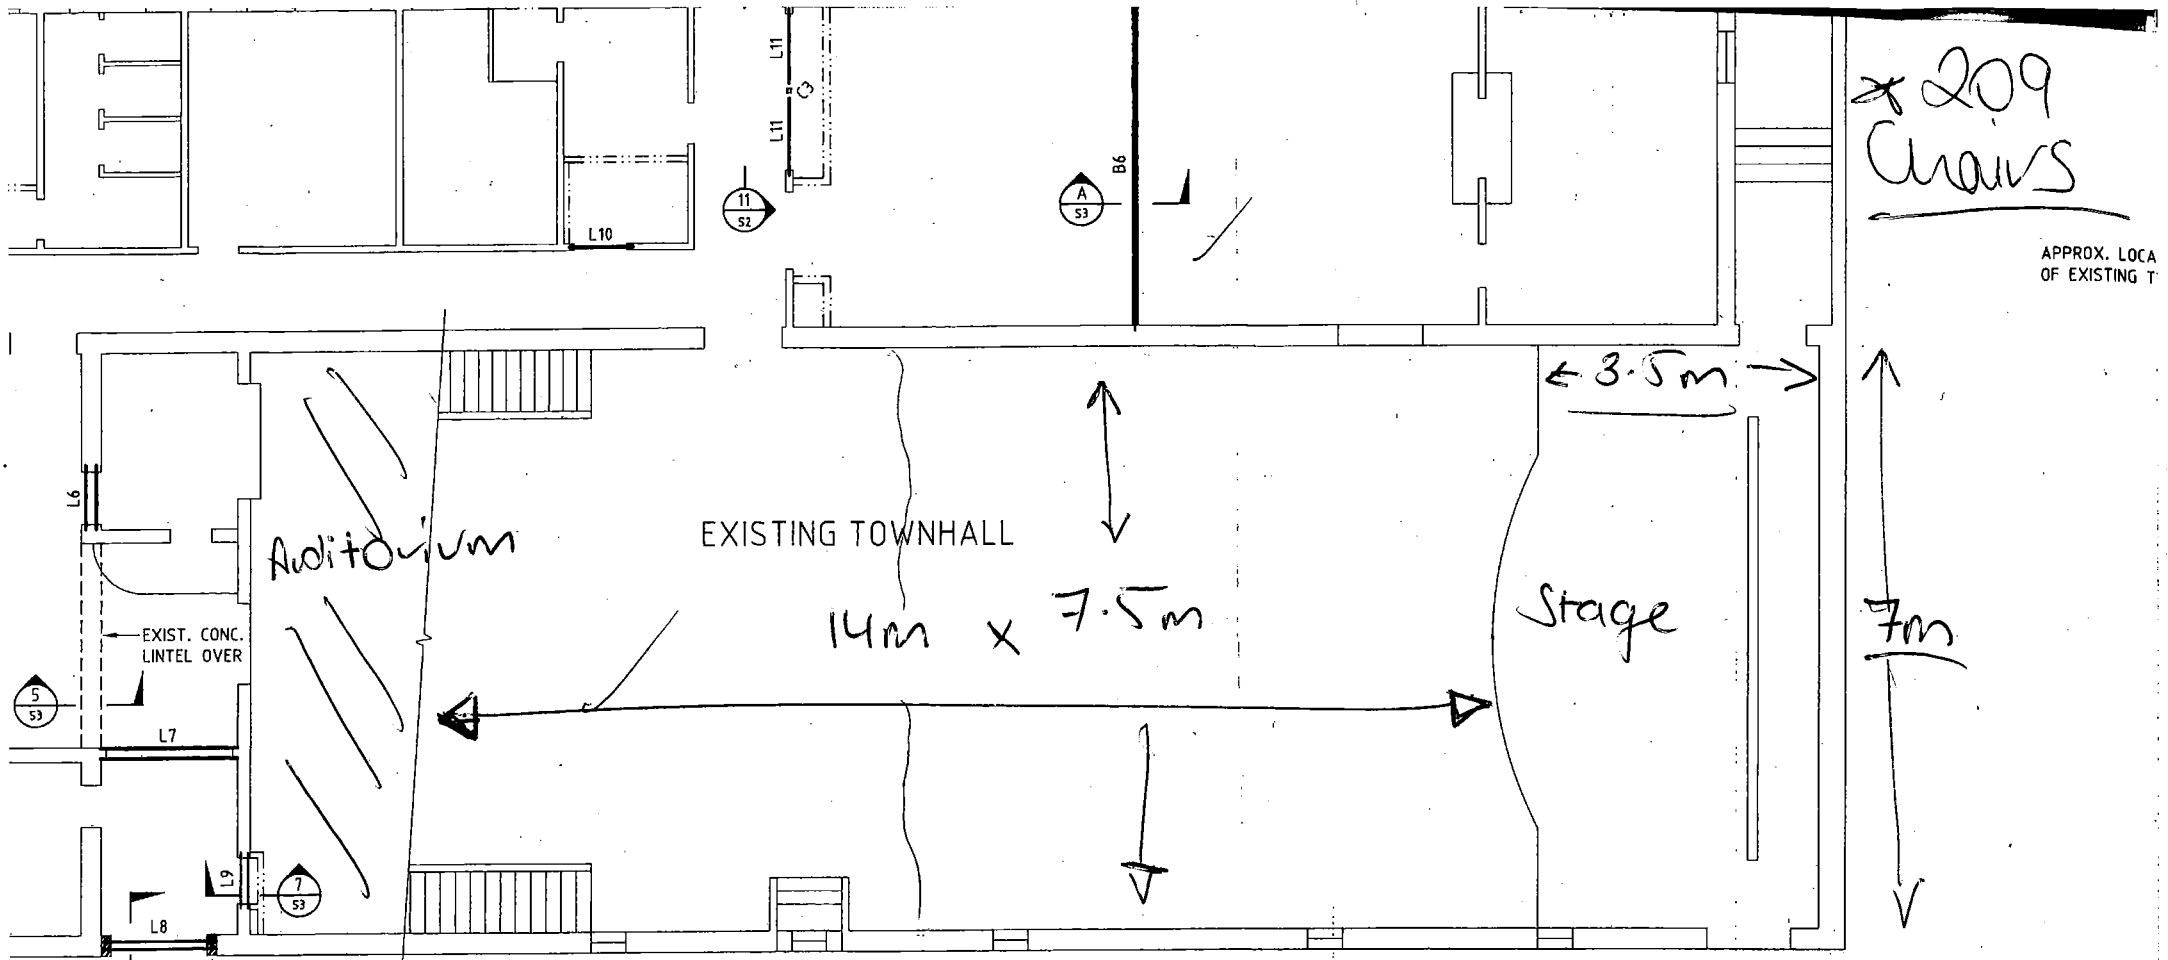 L11
C3
L11
B6
* 209
Chairs
11
S2
A
S3
L10
APPROX. LOCA
OF EXISTING T
← 3.5m →
L6
EXISTING TOWNHALL
Auditorium
14m x 7.5m
Stage
7m
EXIST. CONC.
LINTEL OVER
5
S3
L7
L9
7
S3
L8